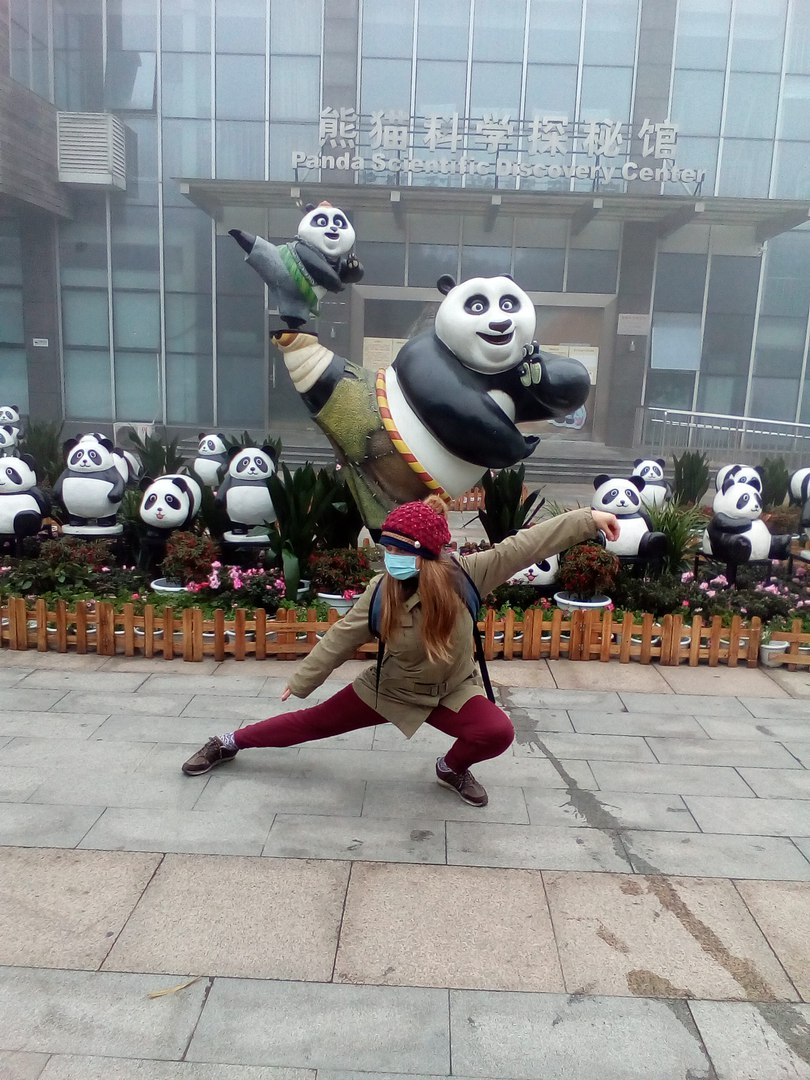 熊猫科学探秘馆
Panda Scientific Discovery Center